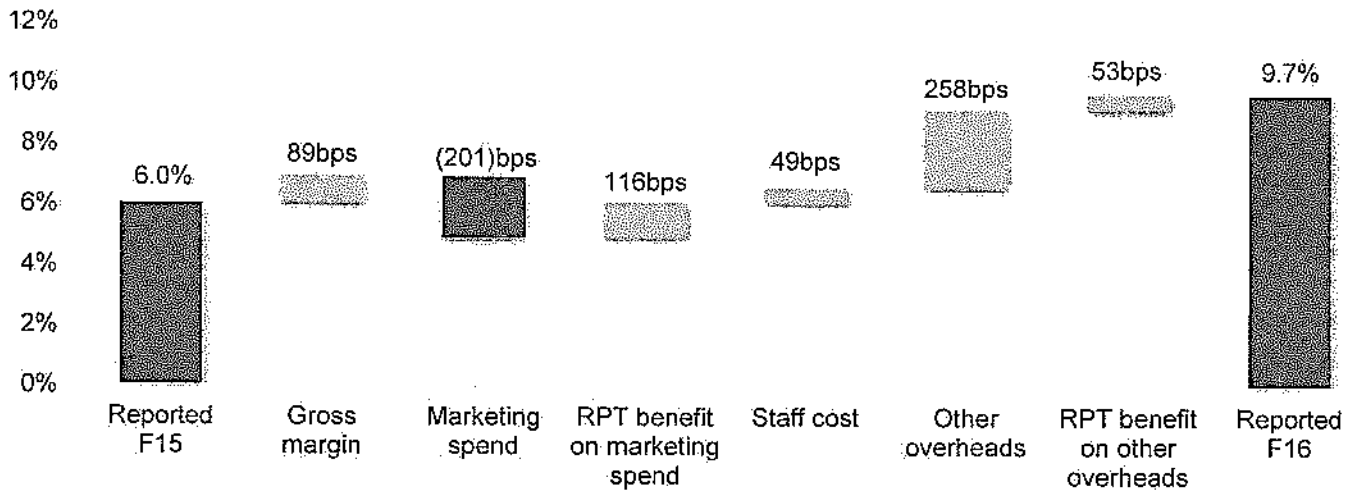 12%
10%
8%
6%
4%
2%
0%
6.0%
89bps
(201)bps
116bps
49bps
258bps
53bps
9.7%
Reported
F15
Gross
margin
Marketing
spend
RPT benefit
on marketing
spend
Staff cost
Other
overheads
RPT benefit
on other
overheads
Reported
F16